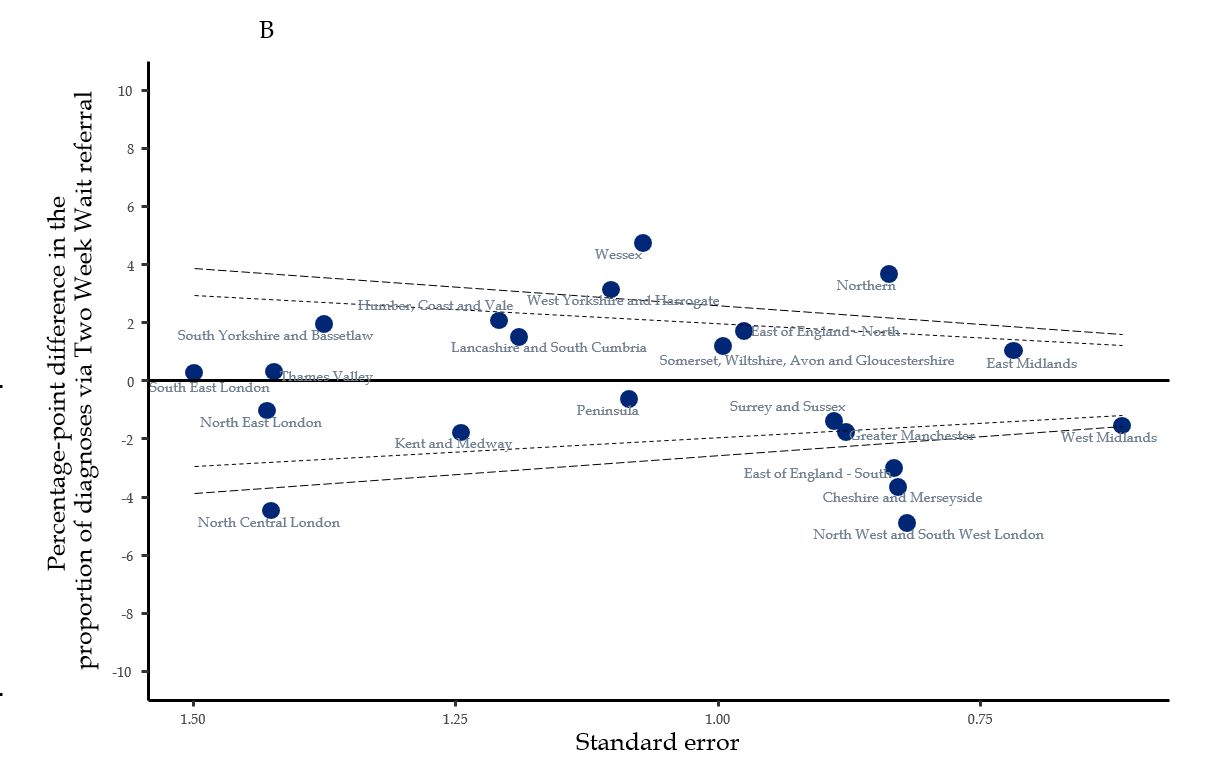 B
Percentage-point difference in the
proportion of diagnoses via Two Week Wait referral
10
8
6
4
2
0
-2
-4
-6
-8
-10
Wessex
Northern
West Yorkshire and Harrogate
Humber, Coast and Vale
South Yorkshire and Bassetlaw
East of England - North
Lancashire and South Cumbria
Somerset, Wiltshire, Avon and Gloucestershire
East Midlands
Thames Valley
South East London
Surrey and Sussex
Peninsula
North East London
Greater Manchester
West Midlands
Kent and Medway
East of England - South
Cheshire and Merseyside
North Central London
North West and South West London
1.50
1.25
1.00
0.75
Standard error